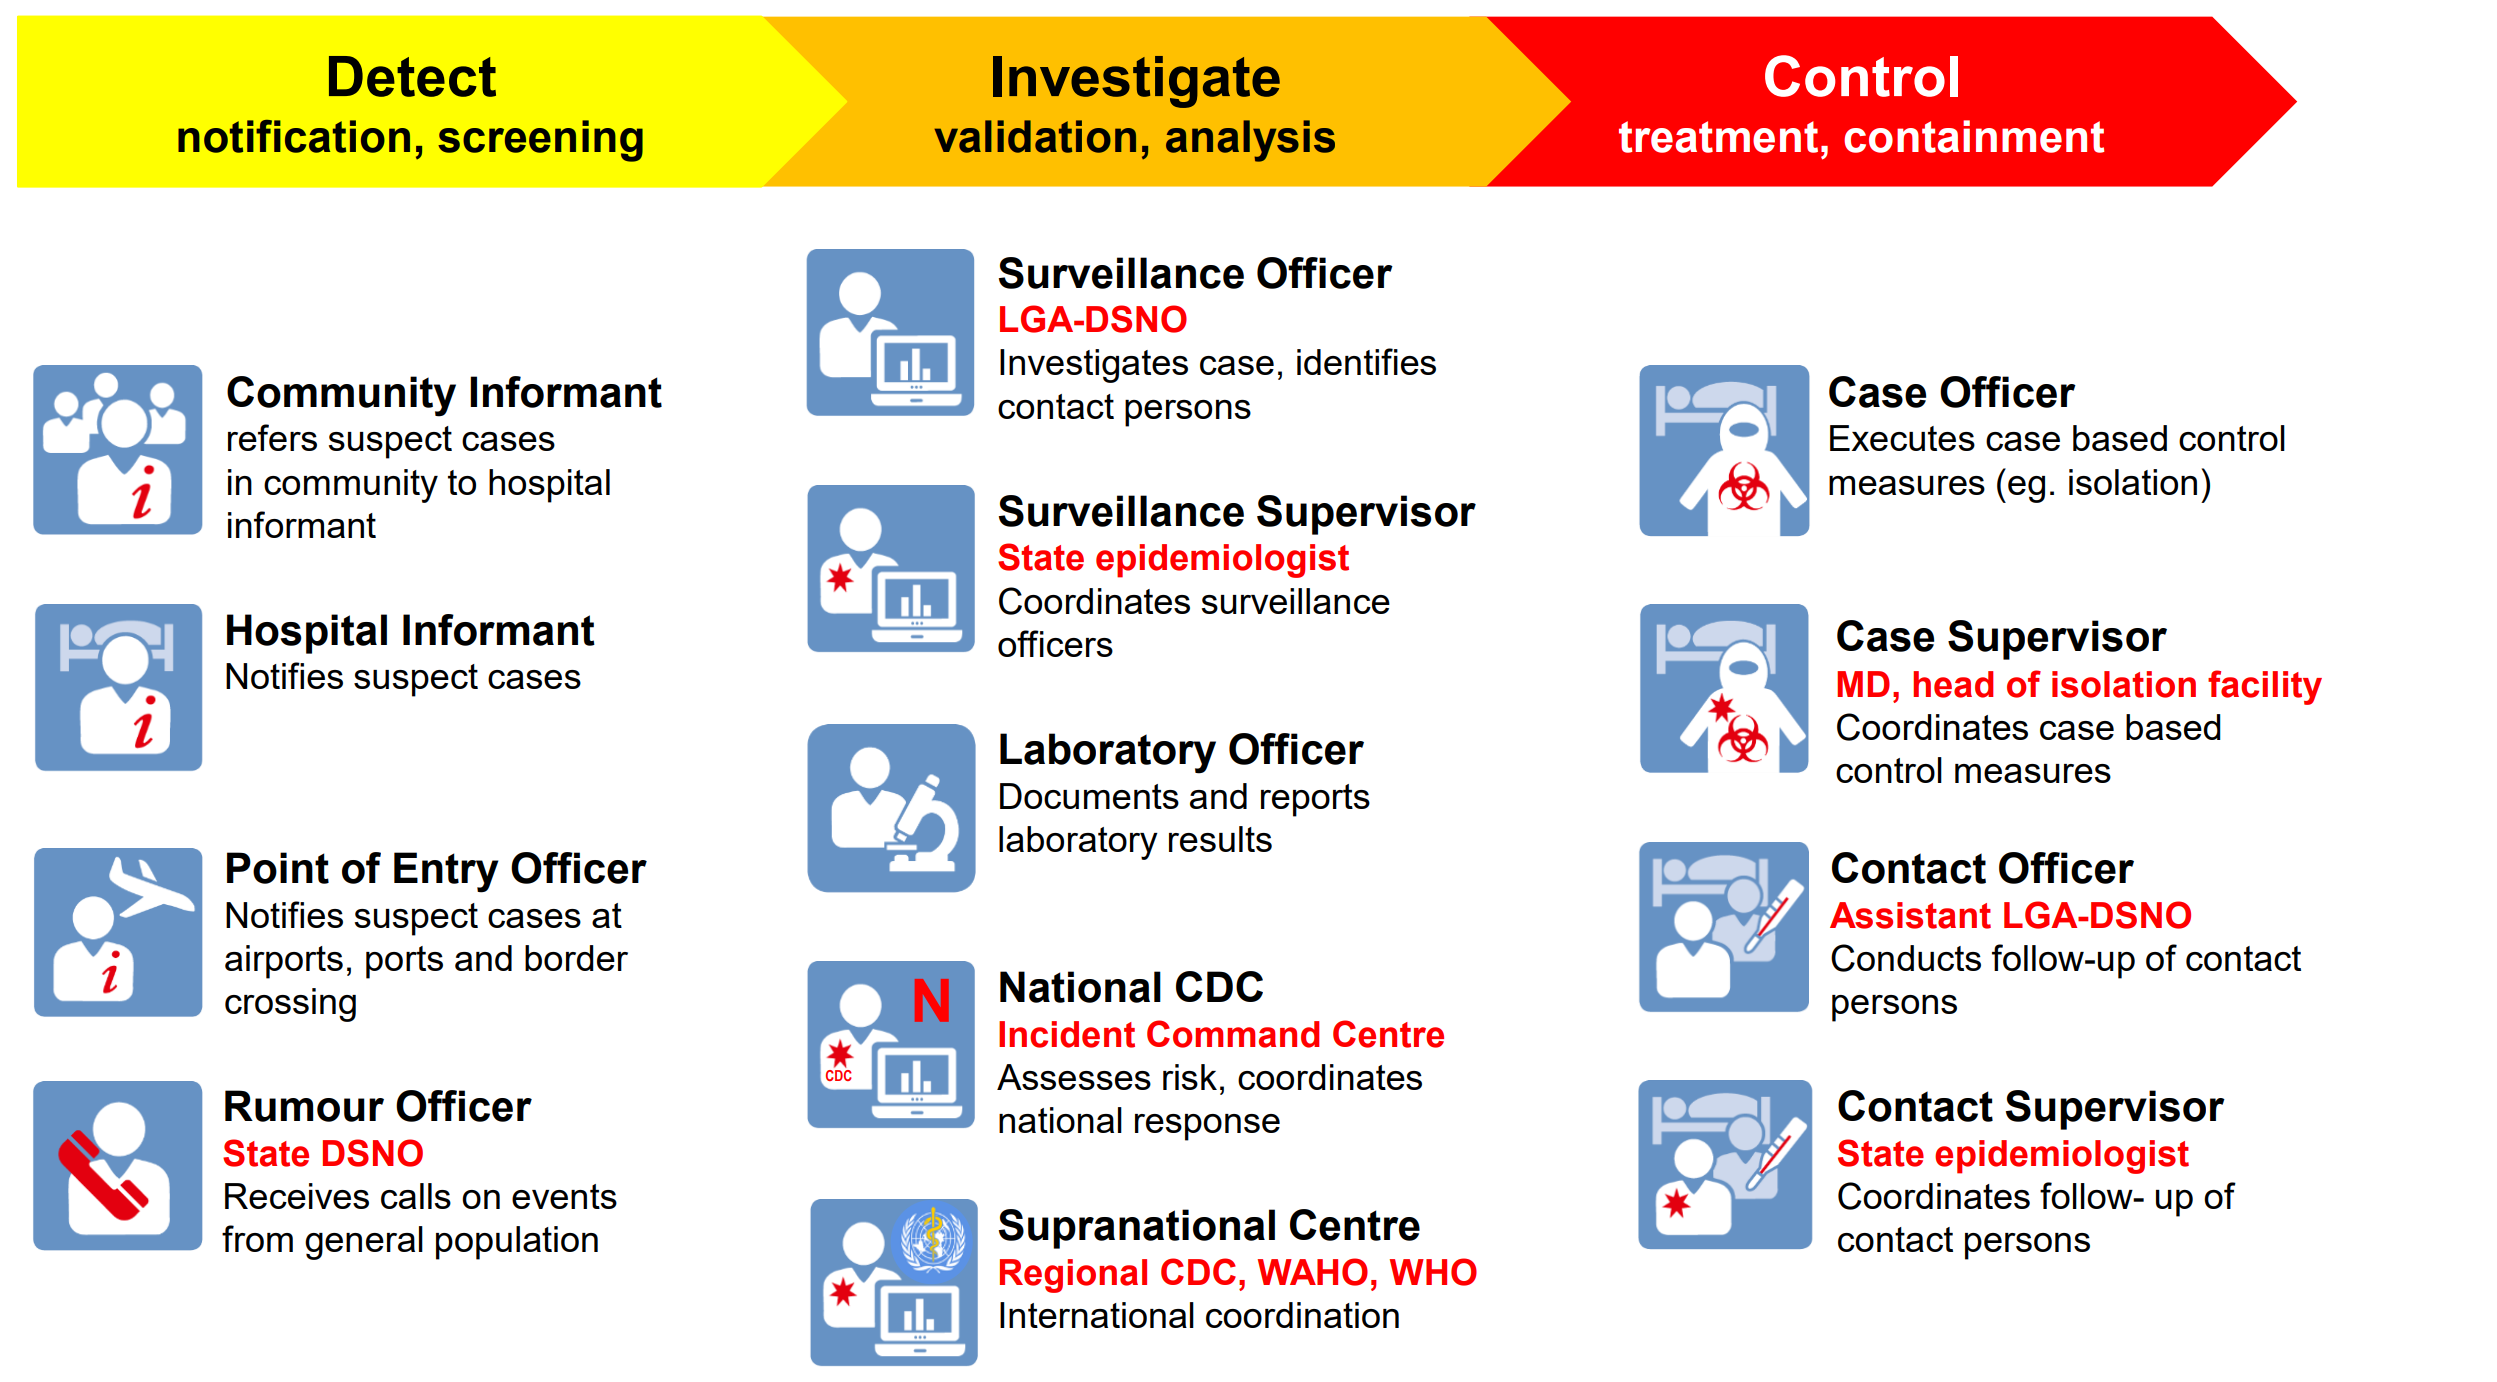 Detect
notification, screening
Investigate
validation, analysis
Control
treatment, containment
Community Informant
refers suspect cases
in community to hospital
informant
Hospital Informant
Notifies suspect cases
Point of Entry Officer
Notifies suspect cases at
airports, ports and border
crossing
Rumour Officer
State DSNO
Receives calls on events
from general population
Surveillance Officer
LGA-DSNO
Investigates case, identifies
contact persons
Surveillance Supervisor
State epidemiologist
Coordinates surveillance
officers
Laboratory Officer
Documents and reports
laboratory results
N
CDC
National CDC
Incident Command Centre
Assesses risk, coordinates
national response
Supranational Centre
Regional CDC, WAHO, WHO
International coordination
Case Officer
Executes case based control
measures (eg. isolation)
Case Supervisor
MD, head of isolation facility
Coordinates case based
control measures
Contact Officer
Assistant LGA-DSNO
Conducts follow-up of contact
persons
Contact Supervisor
State epidemiologist
Coordinates follow- up of
contact persons
i
i
i